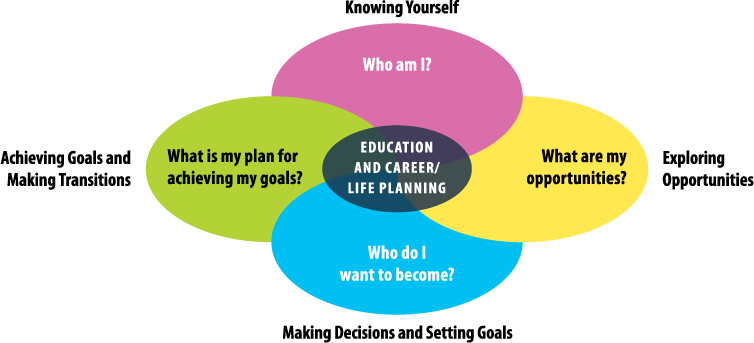 Knowing Yourself
Who am I?
Achieving Goals and
Making Transitions
What is my plan for
achieving my goals?
EDUCATION
AND CAREER/
LIFE PLANNING
What are my
opportunities?
Exploring
Opportunities
Who do I
want to become?
Making Decisions and Setting Goals